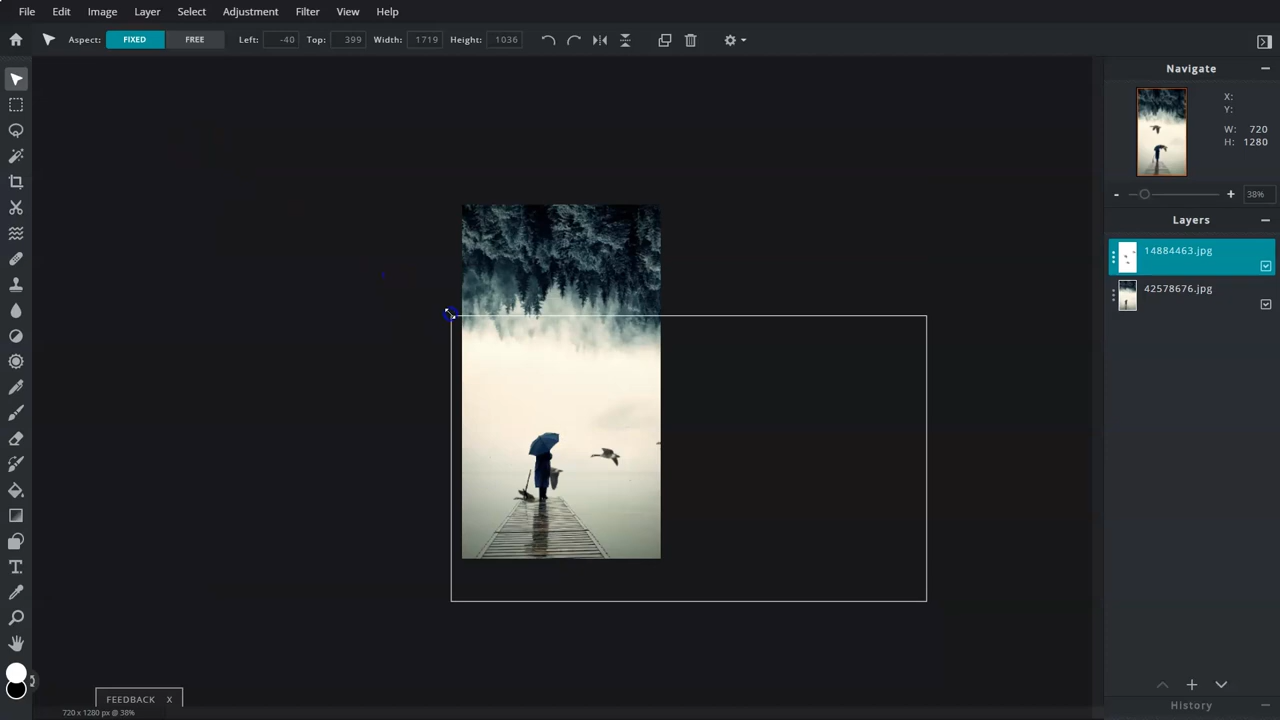 File Edit Image Layer Select Adjustment Filter View Help
Aspect: FIXED FREE Left: -40 Top: 399 Width: 1719 Height: 1036
Navigate
X:
Y:
W: 720
H: 1280
- + 38%
Layers
14884463.jpg
42578676.jpg
T
History
FEEDBACK X
720 x 1280 px @ 38%